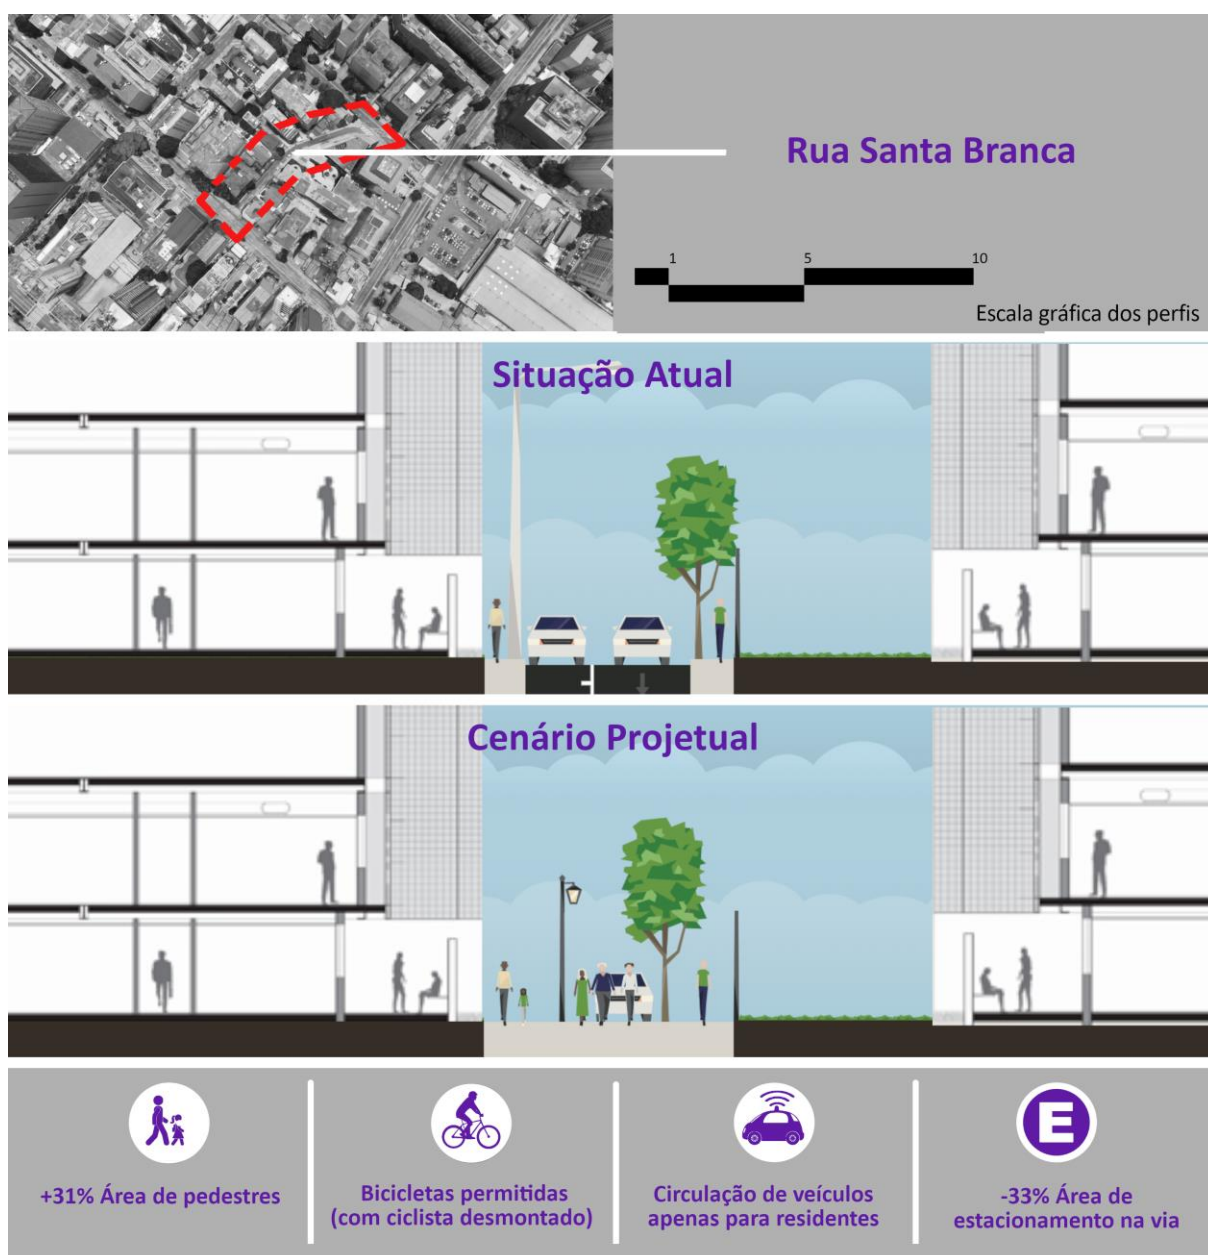 Rua Santa Branca
1 5 10
Escala gráfica dos perfis
Situação Atual
Cenário Projetual
+31% Área de pedestres
Bicicletas permitidas
(com ciclista desmontado)
Circulação de veículos
apenas para residentes
E
-33% Área de
estacionamento na via